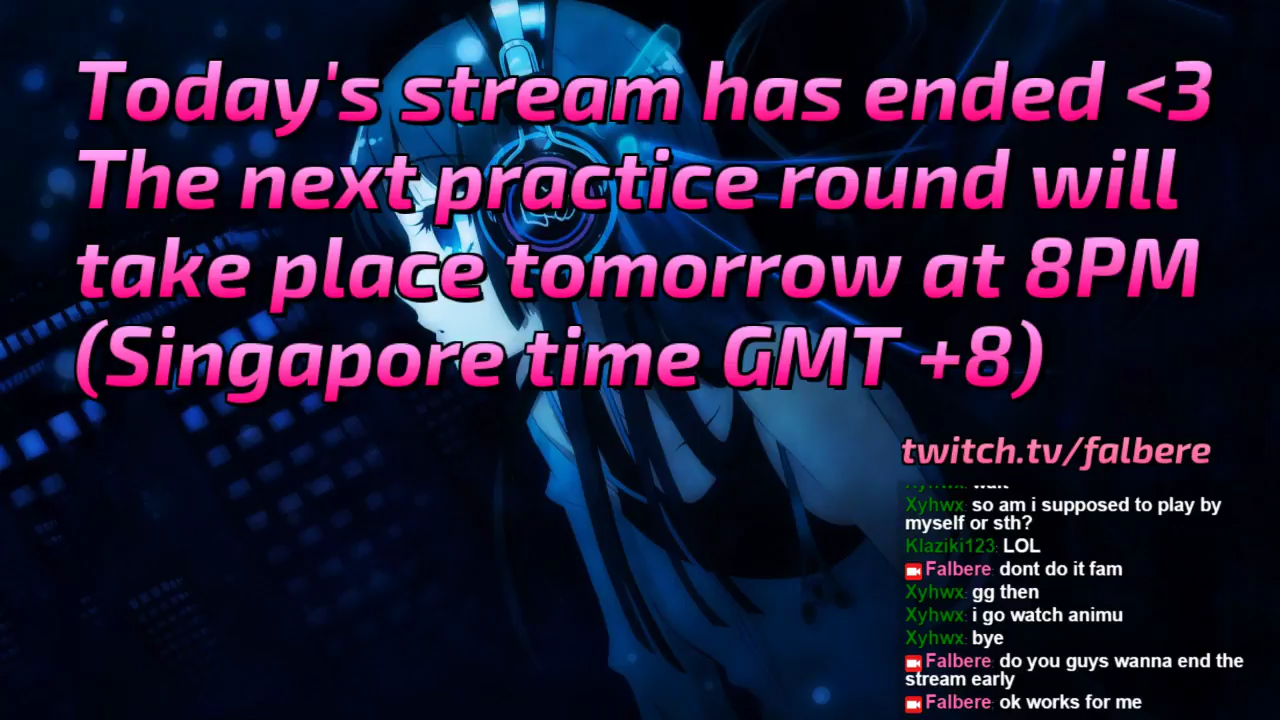 Today's stream has ended <3
The next practice round will
take place tomorrow at 8PM
(Singapore time GMT +8)
twitch.tv/falbere
Xyhwx: wait
Xyhwx: so am i supposed to play by
myself or sth?
Klaziki123: LOL
Falbere: dont do it fam
Xyhwx: gg then
Xyhwx: i go watch animu
Xyhwx: bye
Falbere: do you guys wanna end the
stream early
Falbere: ok works for me